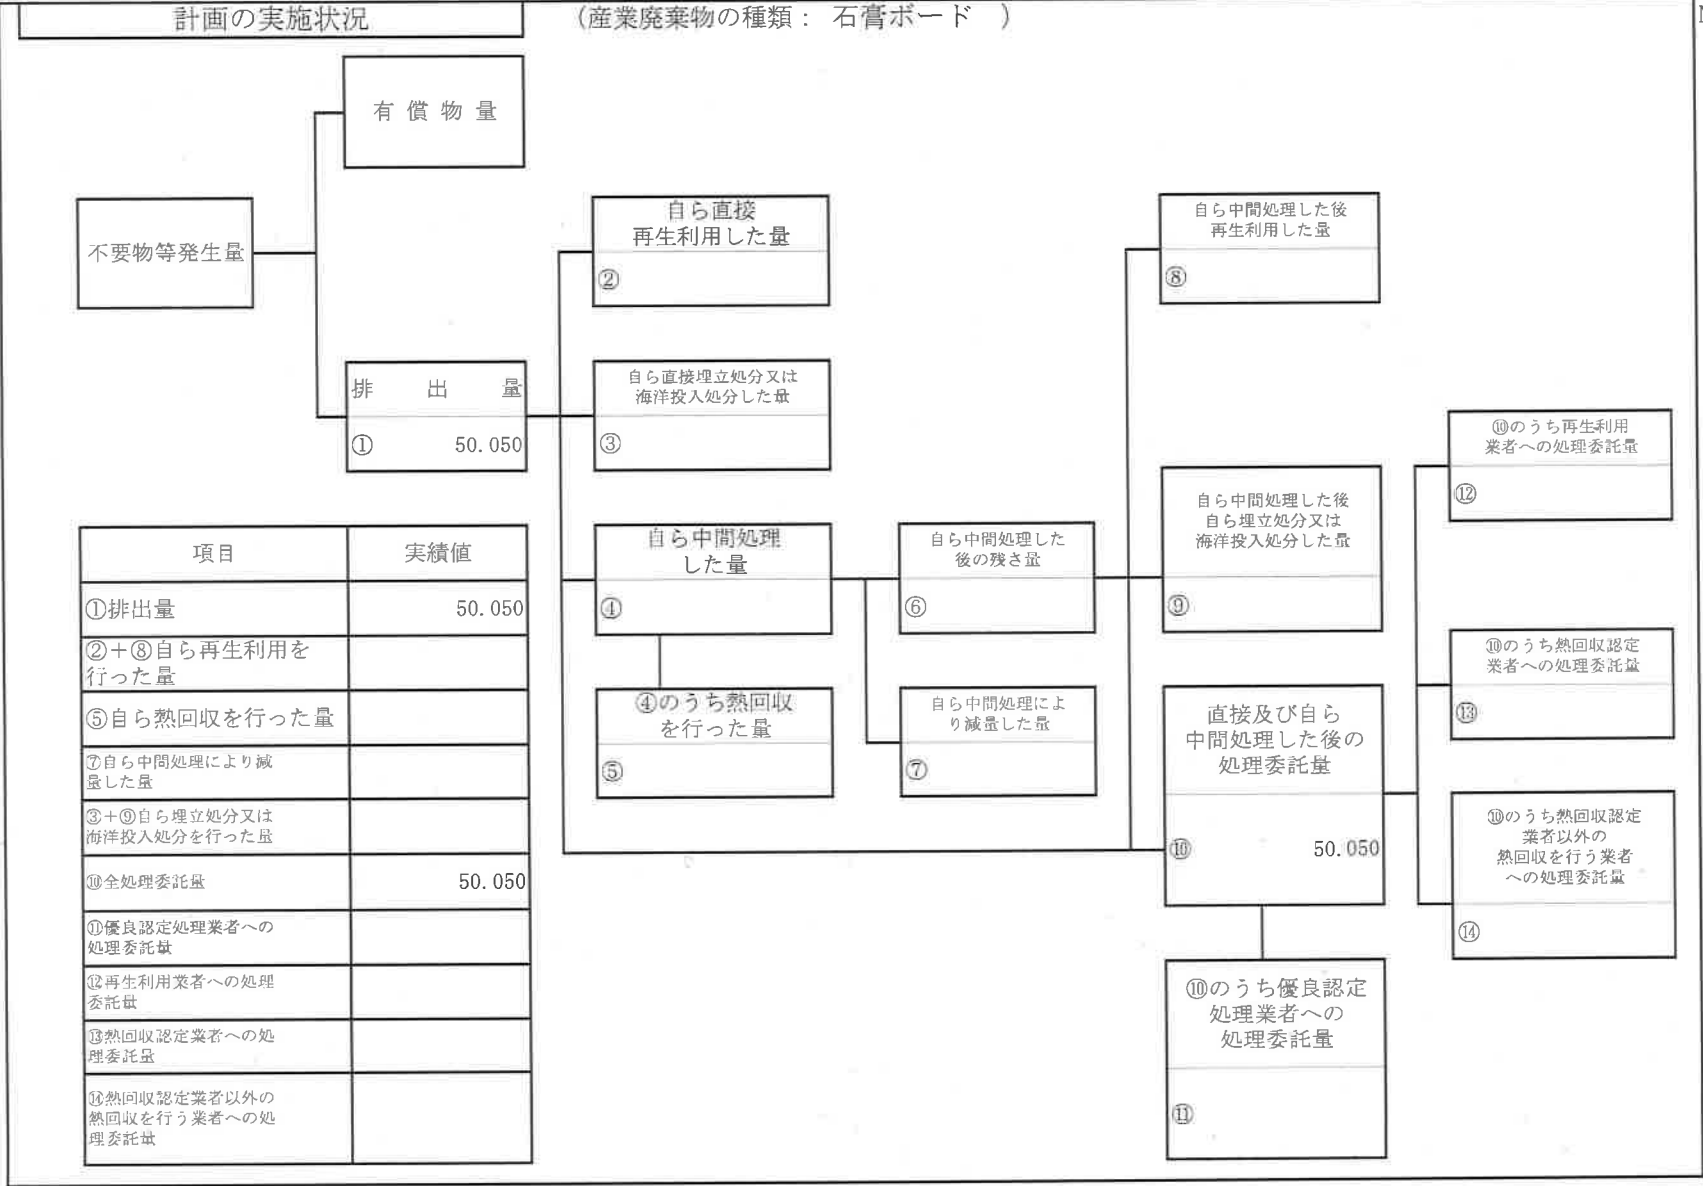 計画の実施状況
(産業廃棄物の種類: 石膏ボード )
有償物量
不要物等発生量
排出量
① 50.050
自ら直接
再生利用した量
②
自ら直接埋立処分又は
海洋投入処分した量
③
自ら中間処理
した量
④
④のうち熱回収
を行った量
⑤
自ら中間処理した
後の残さ量
⑥
自ら中間処理によ
り減量した量
⑦
自ら中間処理した後
再生利用した量
⑧
自ら中間処理した後
自ら埋立処分又は
海洋投入処分した量
⑨
直接及び自ら
中間処理した後の
処理委託量
⑩ 50.050
⑩のうち優良認定
処理業者への
処理委託量
⑪
⑩のうち再生利用
業者への処理委託量
⑫
⑩のうち熱回収認定
業者への処理委託量
⑬
⑩のうち熱回収認定
業者以外の
熱回収を行う業者
への処理委託量
⑭
項目 実績値
①排出量 50.050
②+⑧自ら再生利用を
行った量
⑤自ら熱回収を行った量
⑦自ら中間処理により減
量した量
③+⑨自ら埋立処分又は
海洋投入処分を行った量
⑩全処理委託量 50.050
⑪優良認定処理業者への
処理委託量
⑫再生利用業者への処理
委託量
⑬熱回収認定業者への処
理委託量
⑭熱回収認定業者以外の
熱回収を行う業者への処
理委託量